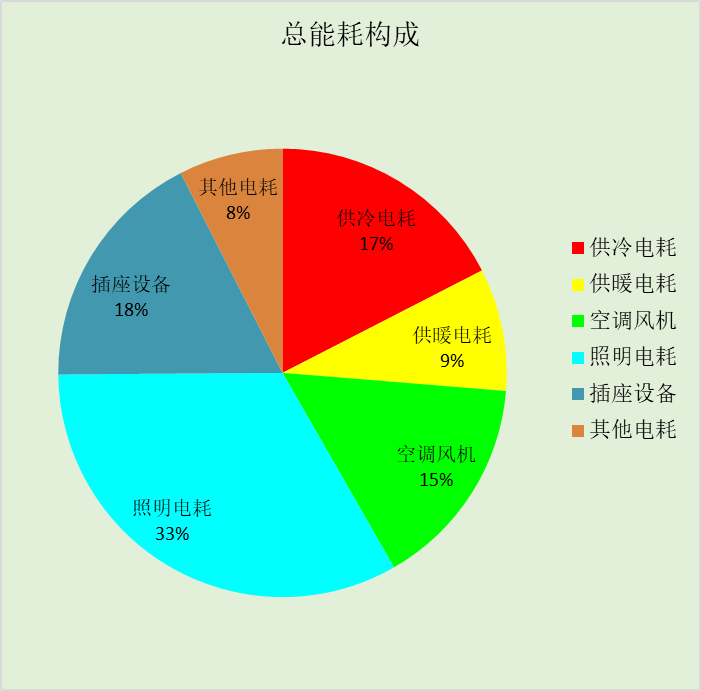 总能耗构成
其他电耗
8%
供冷电耗
17%
插座设备
18%
供暖电耗
9%
空调风机
15%
照明电耗
33%
供冷电耗
供暖电耗
空调风机
照明电耗
插座设备
其他电耗